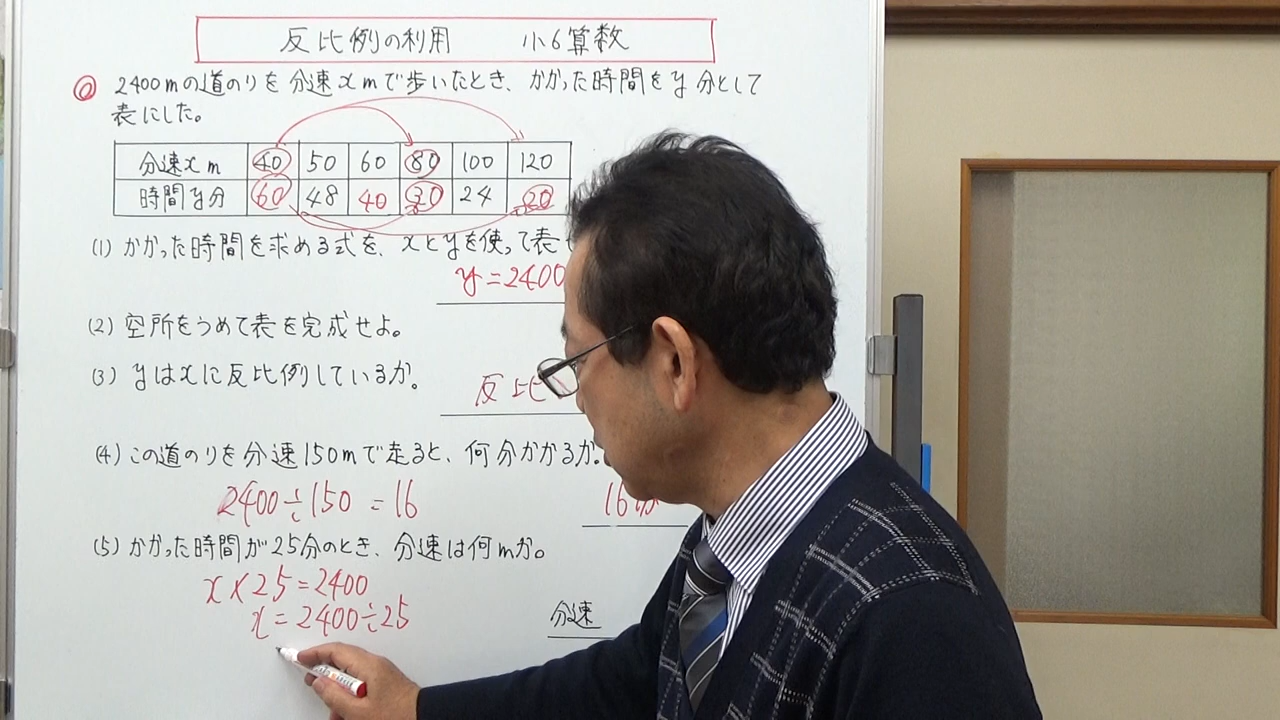 反比例の利用 小6算数
2400mの道のりを分速xmで歩いたとき、かかった時間をy分として
表にした。
分速xm 40 50 60 80 100 120
時間y分 60 48 40 30 24 20
(1) かかった時間を求める式を、xとyを使って表
y=2400
(2) 空所をうめて表を完成せよ。
(3) yはxに反比例しているか。
反比
(4) この道のりを分速150mで走ると、何分かかるか。
2400÷150=16
16分
(5) かかった時間が25分のとき、分速は何mか。
x×25=2400
x=2400÷25
分速